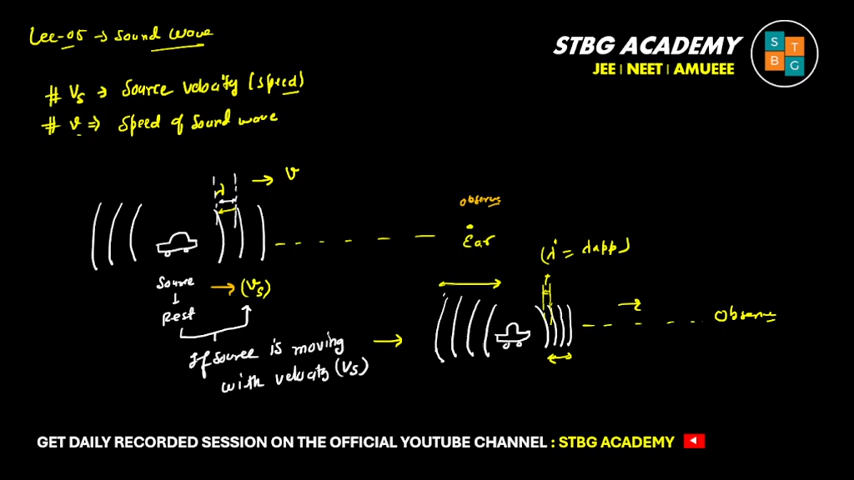 Lec-05 → Sound wave
STBG ACADEMY
JEE | NEET | AMUEEE
S T
B G
# Vs ⇒ Source velocity (speed)
# v ⇒ Speed of sound wave
λ → v
observer
Ear
(λ' = λapp)
Source → (Vs)
↓
Rest
observer
If source is moving →
with velocity (Vs)
GET DAILY RECORDED SESSION ON THE OFFICIAL YOUTUBE CHANNEL : STBG ACADEMY